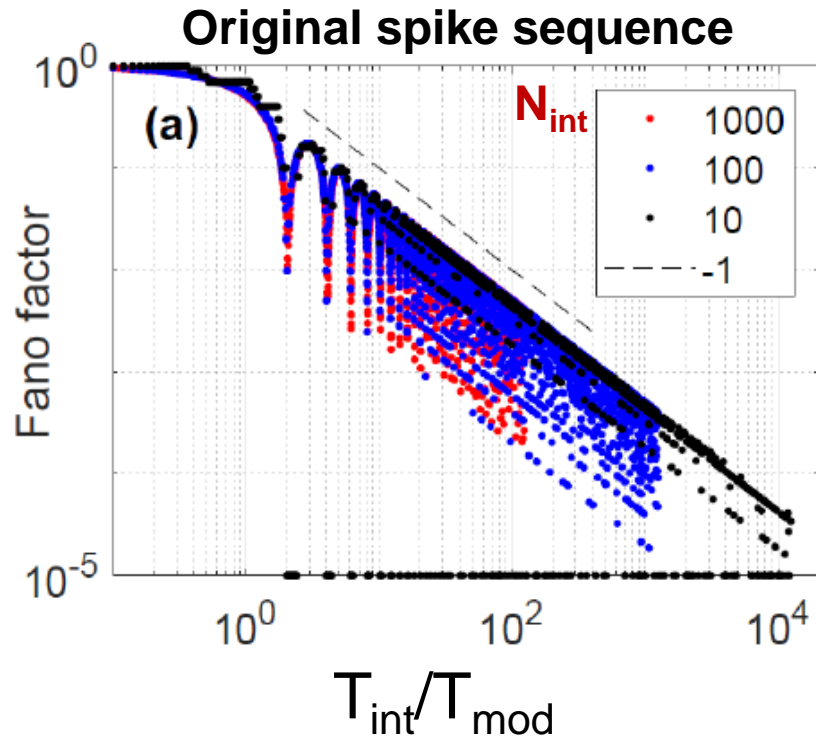 Original spike sequence
10^0
(a)
N_int
1000
100
10
-1
Fano factor
10^-5
10^0
10^2
10^4
T_int/T_mod